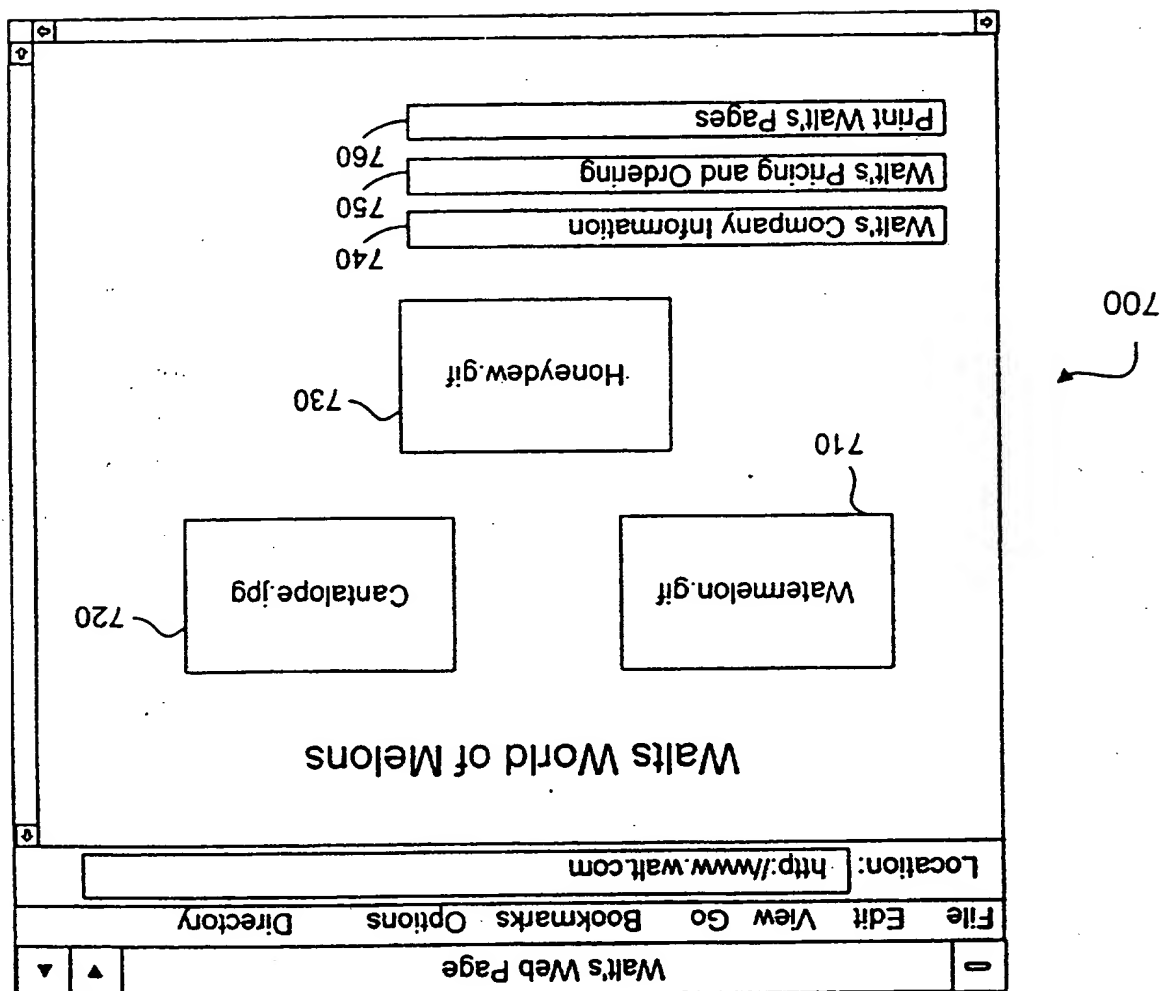 Walt's Web Page
File Edit View Go Bookmarks Options Directory
Location: http://www.walt.com
Walts World of Melons
Watermelon.gif
710
Cantalope.jpg
720
Honeydew.gif
730
700
Walt's Company Information
740
Walt's Pricing and Ordering
750
Print Walt's Pages
760